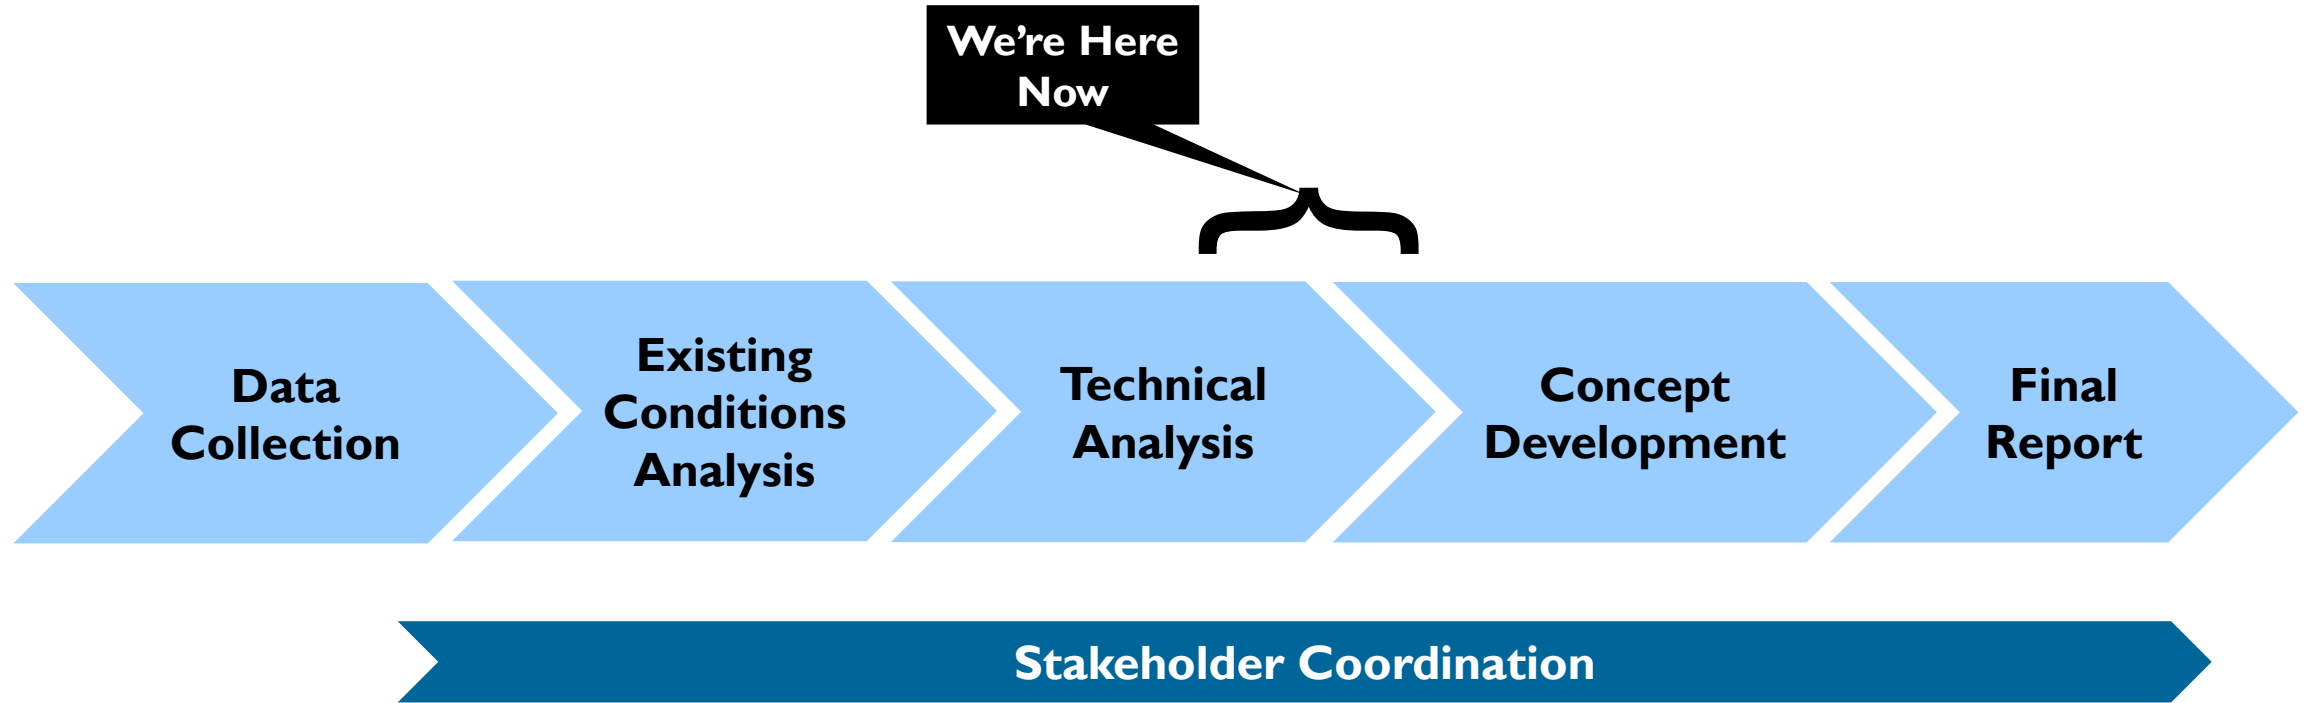 We’re Here
Now
Data
Collection
Existing
Conditions
Analysis
Technical
Analysis
Concept
Development
Final
Report
Stakeholder Coordination